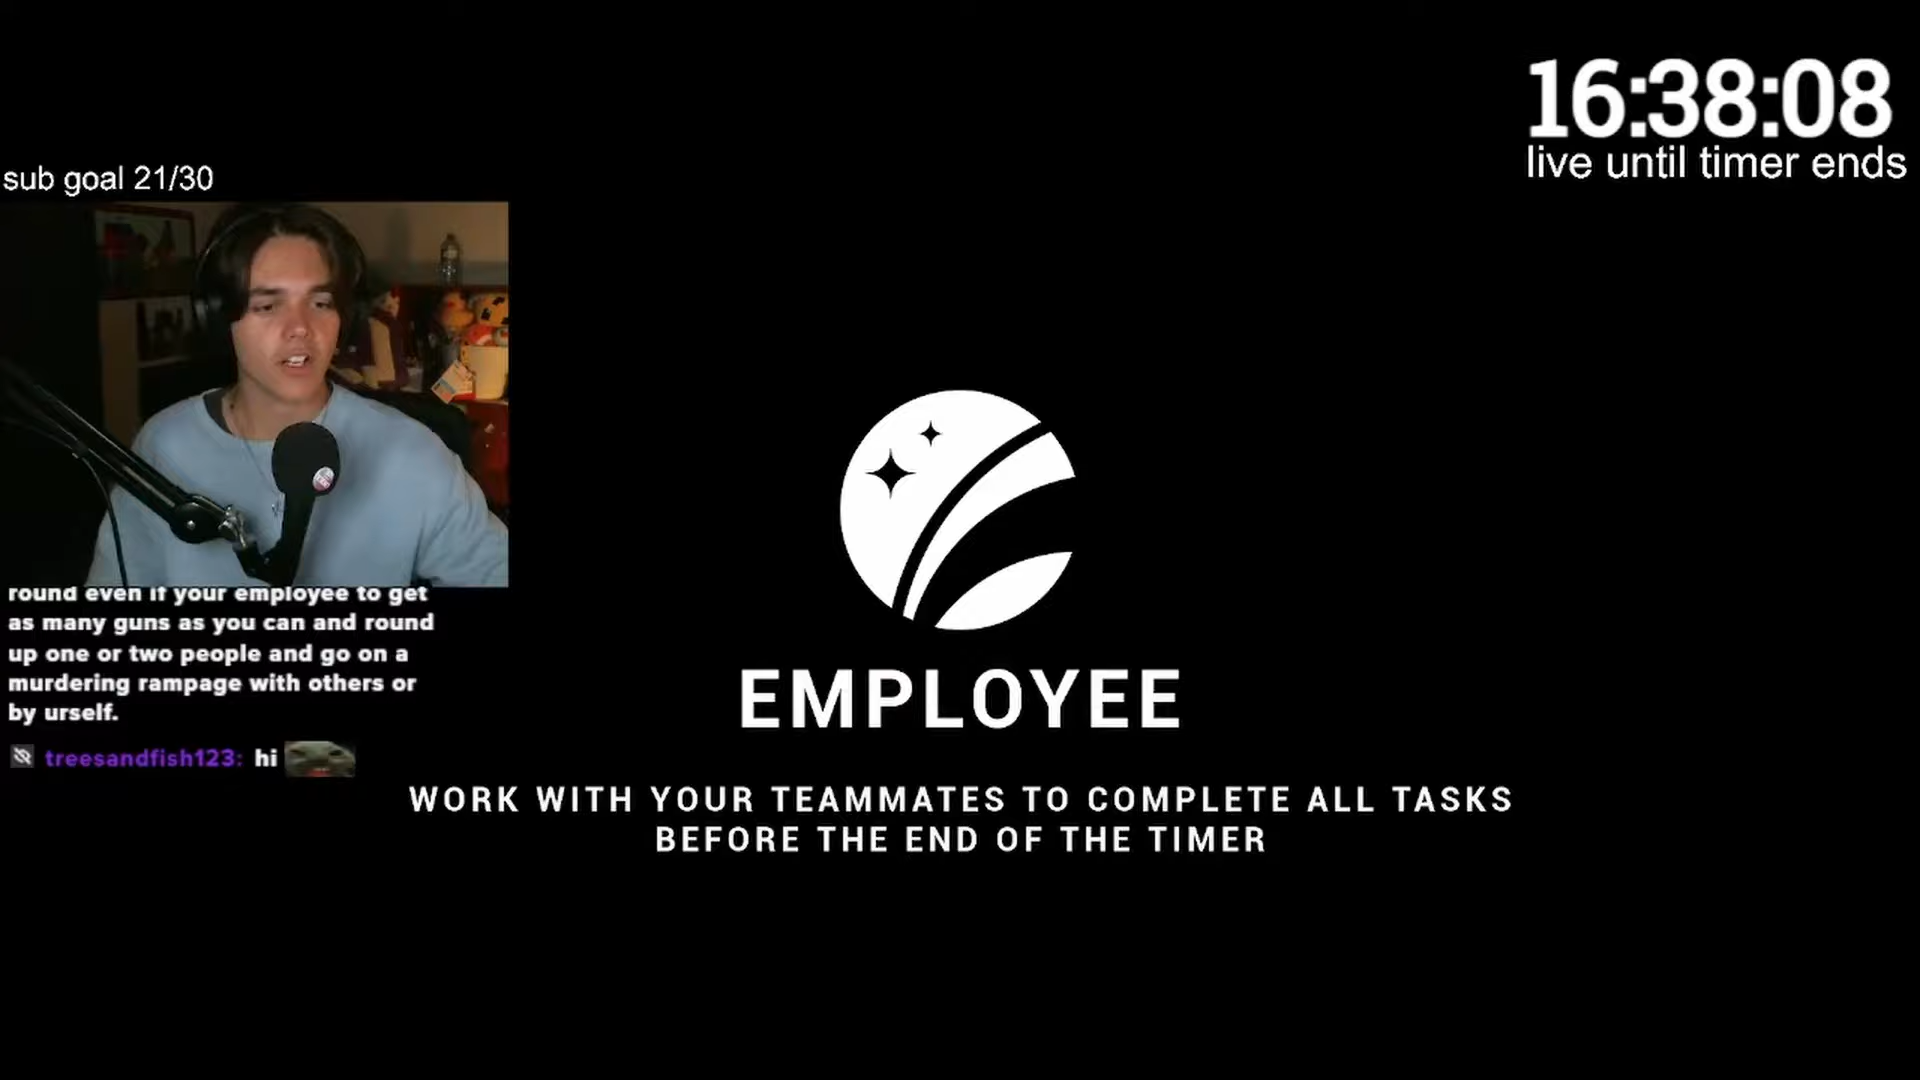 16:38:08
live until timer ends
sub goal 21/30
round even if your employee to get
as many guns as you can and round
up one or two people and go on a
murdering rampage with others or
by urself.
treesandfish123: hi
EMPLOYEE
WORK WITH YOUR TEAMMATES TO COMPLETE ALL TASKS
BEFORE THE END OF THE TIMER